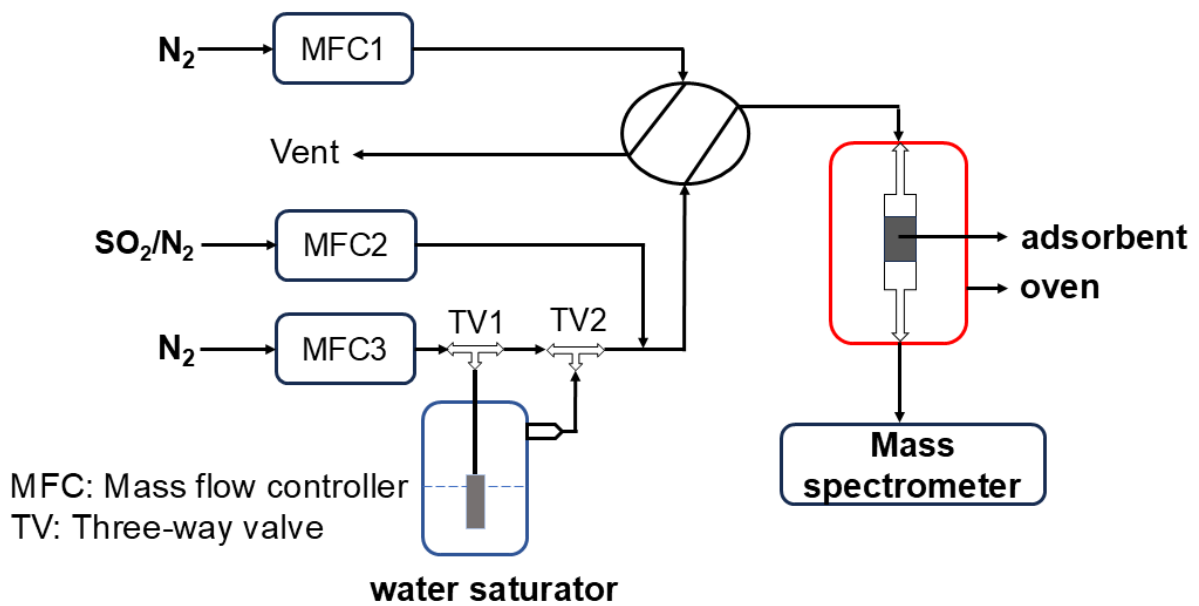 N₂
MFC1
Vent
SO₂/N₂
MFC2
adsorbent
oven
TV1
TV2
N₂
MFC3
Mass
spectrometer
MFC: Mass flow controller
TV: Three-way valve
water saturator